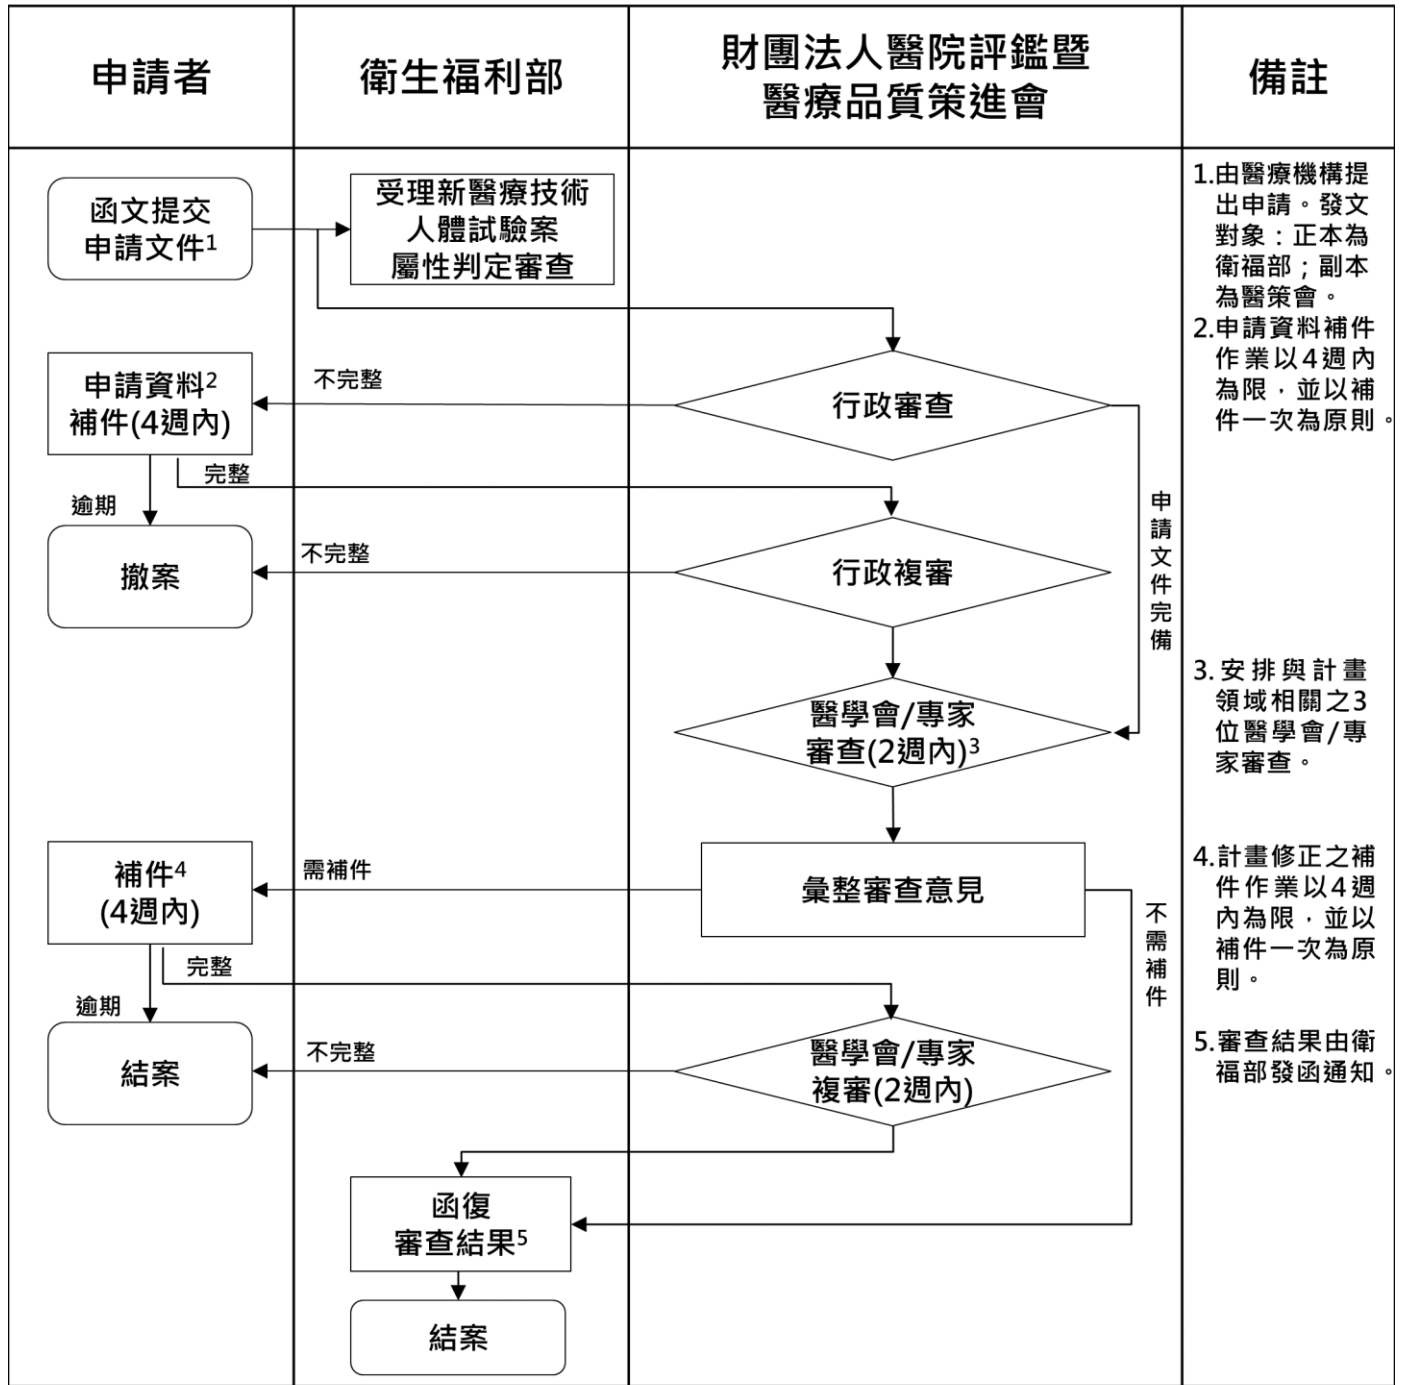 申請者
衛生福利部
財團法人醫院評鑑暨
醫療品質策進會
備註
函文提交
申請文件1
受理新醫療技術
人體試驗案
屬性判定審查
1.由醫療機構提
出申請。發文
對象：正本為
衛福部；副本
為醫策會。
2.申請資料補件
作業以4週內
為限，並以補
件一次為原則。
行政審查
不完整
申請資料2
補件(4週內)
申請文件完備
完整
逾期
行政複審
不完整
撤案
醫學會/專家
審查(2週內)3
3.安排與計畫
領域相關之3
位醫學會/專
家審查。
彙整審查意見
需補件
補件4
(4週內)
不需補件
4.計畫修正之補
件作業以4週
內為限，並以
補件一次為原
則。
完整
逾期
醫學會/專家
複審(2週內)
不完整
結案
5.審查結果由衛
福部發函通知。
函復
審查結果5
結案